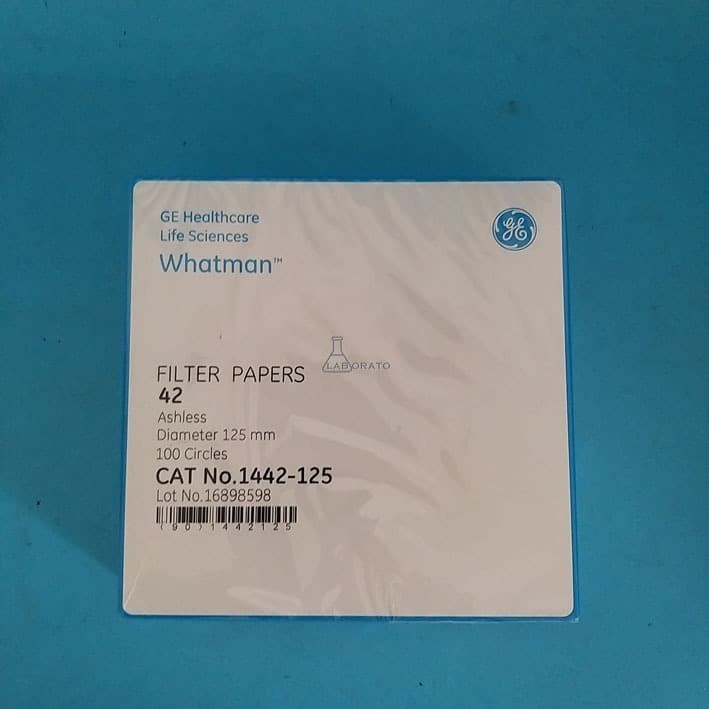 GE Healthcare
Life Sciences
Whatman™
GE
LABORATO
FILTER PAPERS
42
Ashless
Diameter 125 mm
100 Circles
CAT No.1442-125
Lot No.16898598
(90)1442125